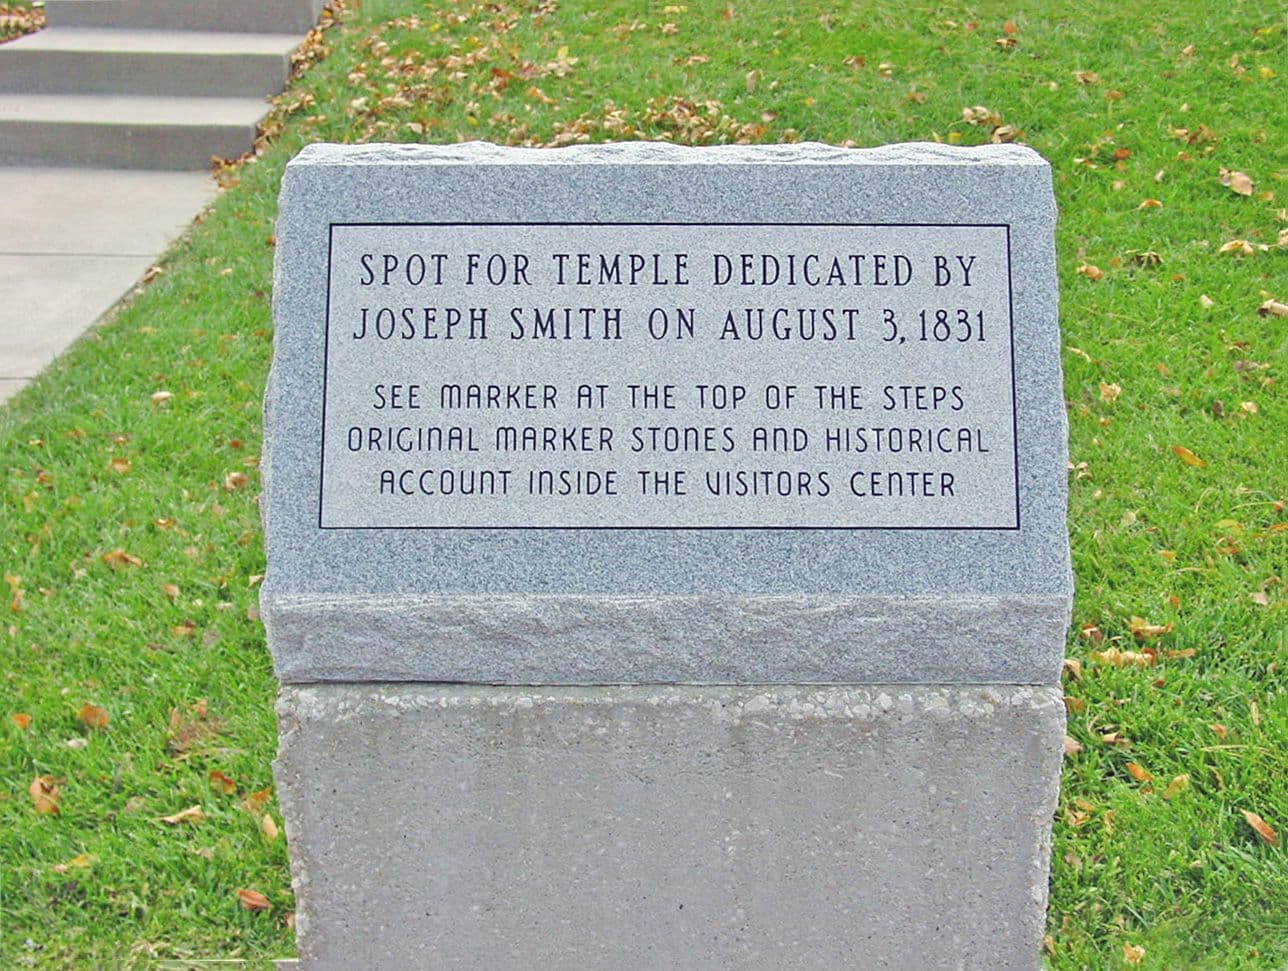 SPOT FOR TEMPLE DEDICATED BY
JOSEPH SMITH ON AUGUST 3, 1831
SEE MARKER AT THE TOP OF THE STEPS
ORIGINAL MARKER STONES AND HISTORICAL
ACCOUNT INSIDE THE VISITORS CENTER